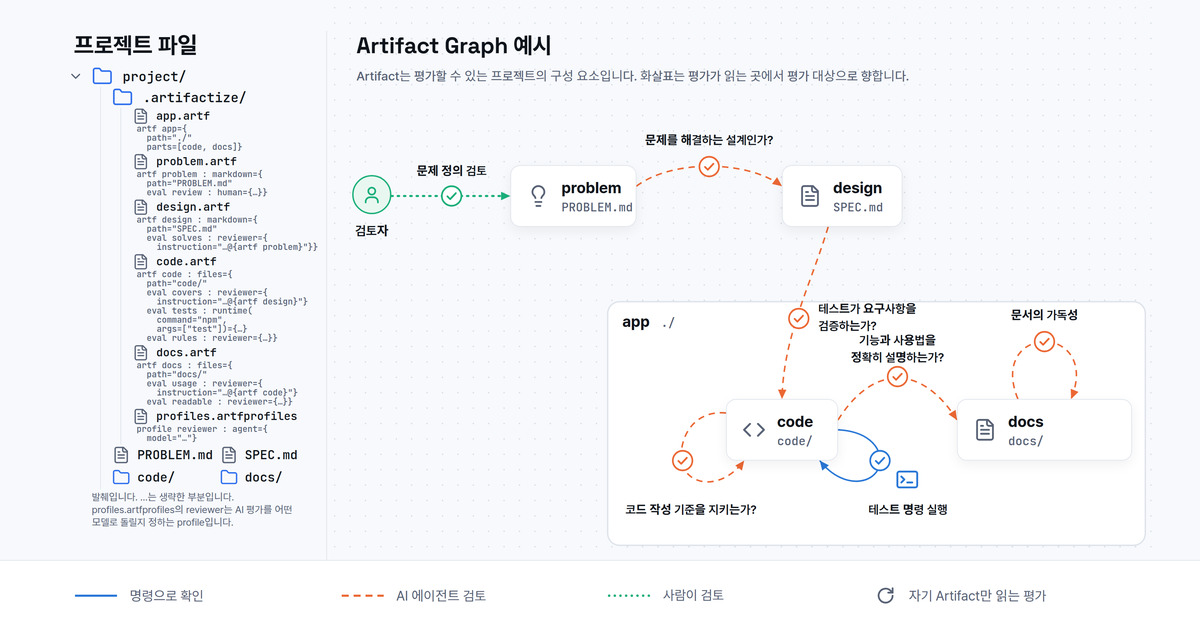 프로젝트 파일
project/
.artifactize/
app.artf
artf app={
path="./"
parts=[code, docs]}
problem.artf
artf problem : markdown={
path="PROBLEM.md"
eval review : human={…}}
design.artf
artf design : markdown={
path="SPEC.md"
eval solves : reviewer={
instruction="…@{artf problem}"}}
code.artf
artf code : files={
path="code/"
eval covers : reviewer={
instruction="…@{artf design}"}
eval tests : runtime(
command="npm",
args=["test"])={…}
eval rules : reviewer={…}}
docs.artf
artf docs : files={
path="docs/"
eval usage : reviewer={
instruction="…@{artf code}"}
eval readable : reviewer={…}}
profiles.artfprofiles
profile reviewer : agent={
model="…"}
PROBLEM.md SPEC.md
code/ docs/
발췌입니다. …는 생략한 부분입니다.
profiles.artfprofiles의 reviewer는 AI 평가를 어떤
모델로 돌릴지 정하는 profile입니다.
Artifact Graph 예시
Artifact는 평가할 수 있는 프로젝트의 구성 요소입니다. 화살표는 평가가 읽는 곳에서 평가 대상으로 향합니다.
문제를 해결하는 설계인가?
문제 정의 검토
검토자
problem
PROBLEM.md
design
SPEC.md
app ./
테스트가 요구사항을
검증하는가?
기능과 사용법을
정확히 설명하는가?
문서의 가독성
code
code/
docs
docs/
코드 작성 기준을 지키는가?
테스트 명령 실행
명령으로 확인
AI 에이전트 검토
사람이 검토
자기 Artifact만 읽는 평가